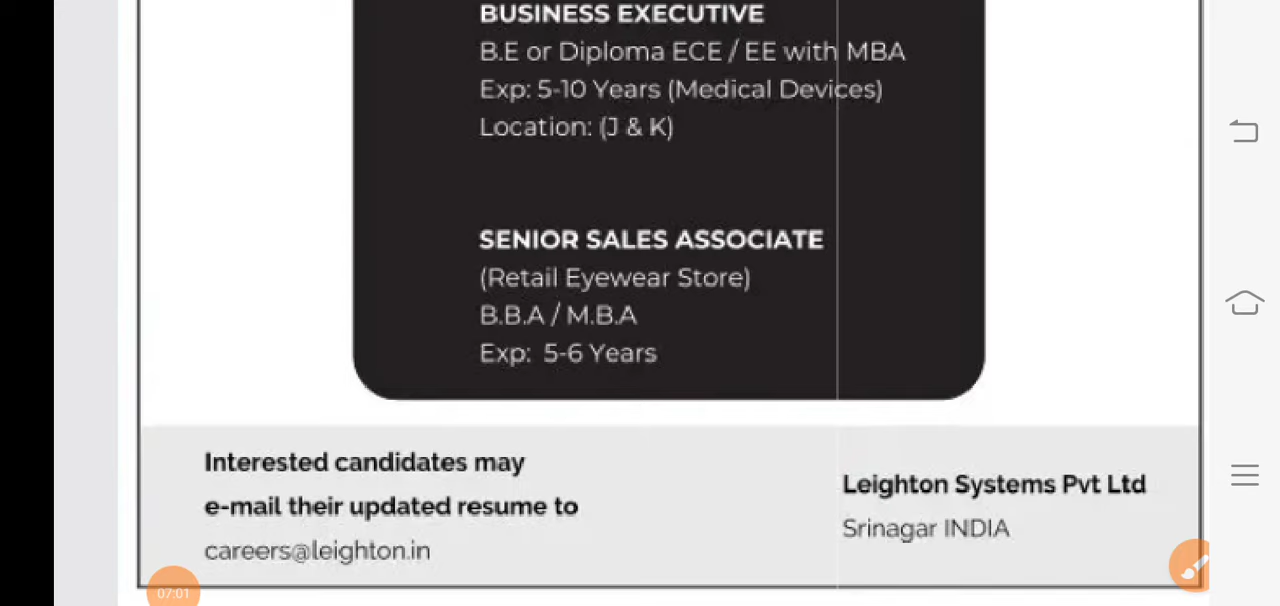 BUSINESS EXECUTIVE
B.E or Diploma ECE / EE with MBA
Exp: 5-10 Years (Medical Devices)
Location: (J & K)
SENIOR SALES ASSOCIATE
(Retail Eyewear Store)
B.B.A / M.B.A
Exp:  5-6 Years
Interested candidates may
e-mail their updated resume to
careers@leighton.in
Leighton Systems Pvt Ltd
Srinagar INDIA
07:01